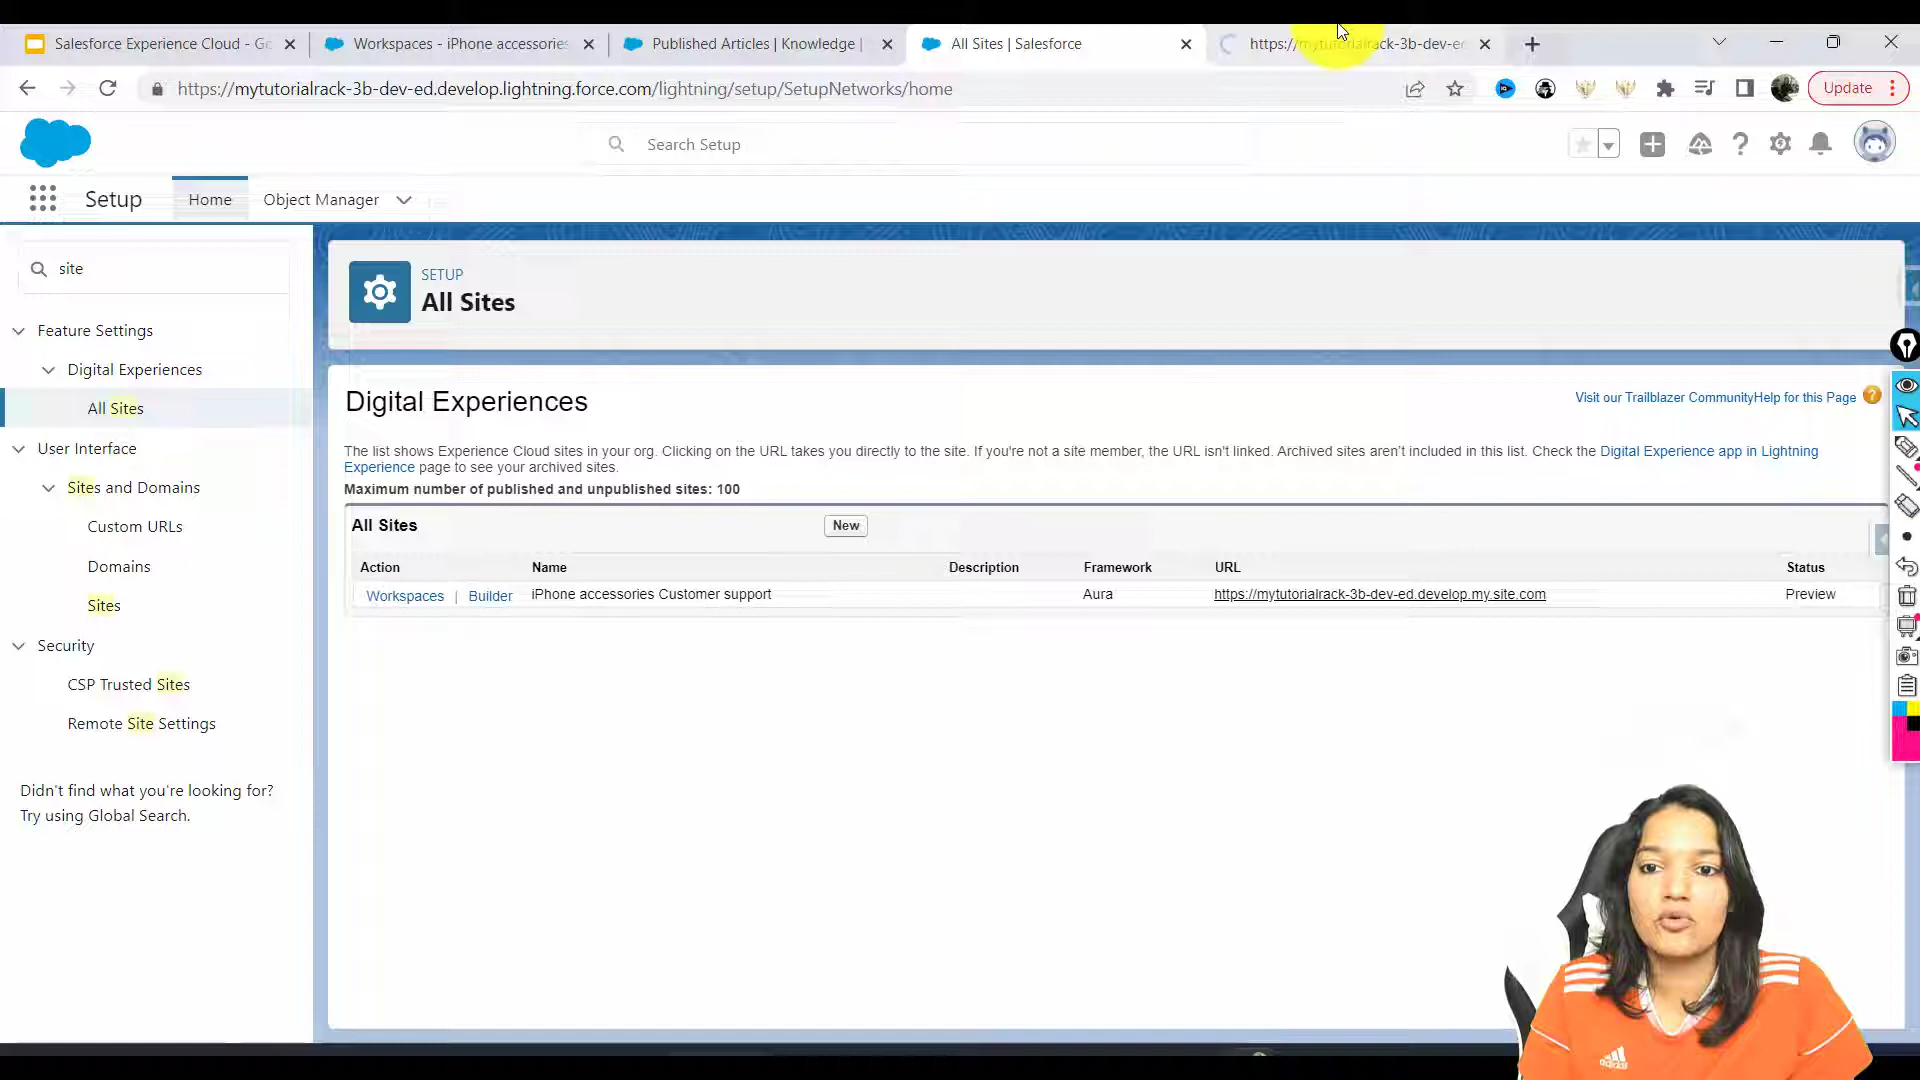 Salesforce Experience Cloud - Go
Workspaces - iPhone accessories
Published Articles | Knowledge |
All Sites | Salesforce
https://mytutorialrack-3b-dev-ed
https://mytutorialrack-3b-dev-ed.develop.lightning.force.com/lightning/setup/SetupNetworks/home
Update
Search Setup
Setup
Home
Object Manager
site
Feature Settings
Digital Experiences
All Sites
User Interface
Sites and Domains
Custom URLs
Domains
Sites
Security
CSP Trusted Sites
Remote Site Settings
Didn't find what you're looking for?
Try using Global Search.
SETUP
All Sites
Digital Experiences
Visit our Trailblazer CommunityHelp for this Page
The list shows Experience Cloud sites in your org. Clicking on the URL takes you directly to the site. If you're not a site member, the URL isn't linked. Archived sites aren't included in this list. Check the Digital Experience app in Lightning
Experience page to see your archived sites.
Maximum number of published and unpublished sites: 100
All Sites New
Action Name Description Framework URL Status
Workspaces | Builder iPhone accessories Customer support Aura https://mytutorialrack-3b-dev-ed.develop.my.site.com Preview
adidas